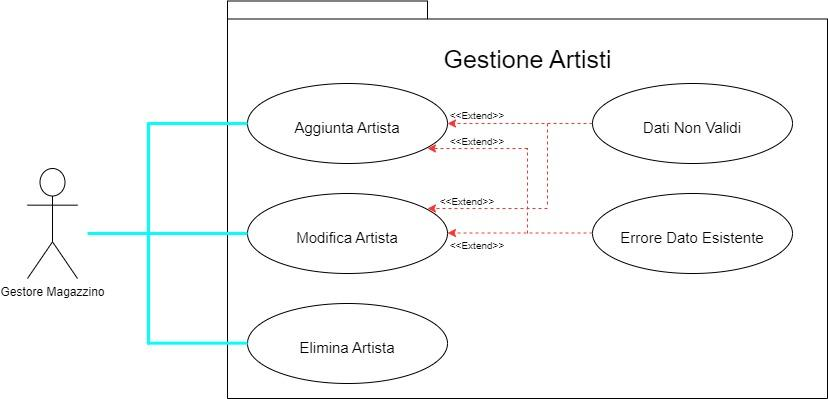 Gestione Artisti
Aggiunta Artista
<<Extend>>
Dati Non Validi
<<Extend>>
<<Extend>>
Modifica Artista
<<Extend>>
Errore Dato Esistente
Gestore Magazzino
Elimina Artista